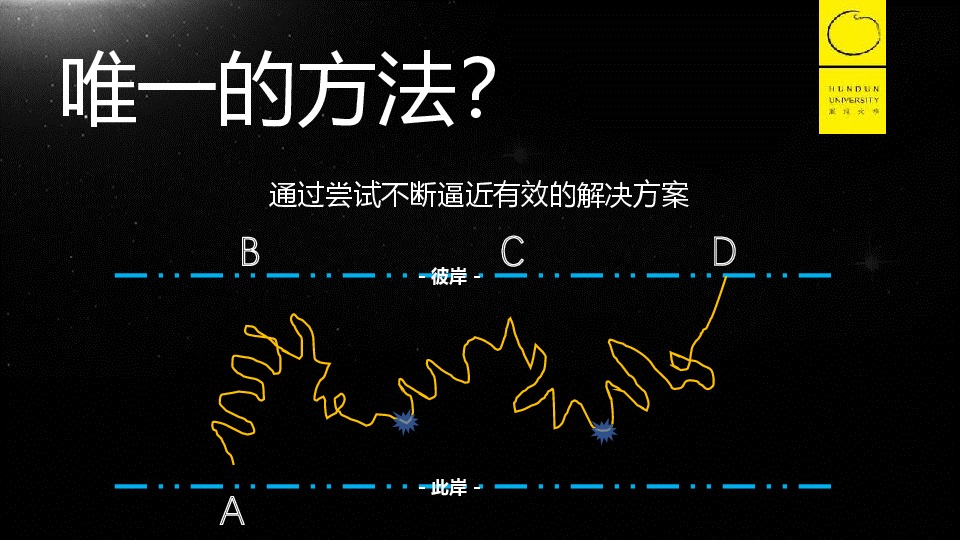 唯一的方法?
HUNDUN
UNIVERSITY
混沌大学
通过尝试不断逼近有效的解决方案
B
C
D
- 彼岸 -
- 此岸 -
A